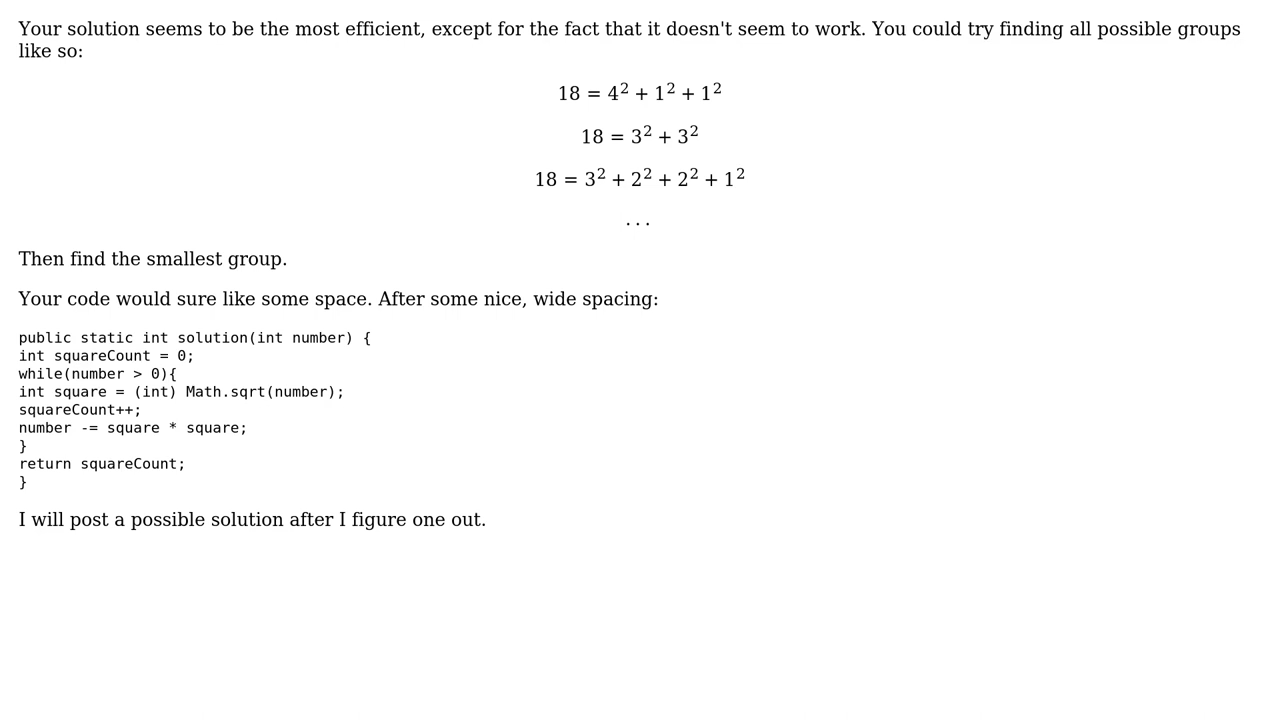 Your solution seems to be the most efficient, except for the fact that it doesn't seem to work. You could try finding all possible groups
like so:
18 = 4² + 1² + 1²
18 = 3² + 3²
18 = 3² + 2² + 2² + 1²
...
Then find the smallest group.
Your code would sure like some space. After some nice, wide spacing:
public static int solution(int number) {
int squareCount = 0;
while(number > 0){
int square = (int) Math.sqrt(number);
squareCount++;
number -= square * square;
}
return squareCount;
}
I will post a possible solution after I figure one out.